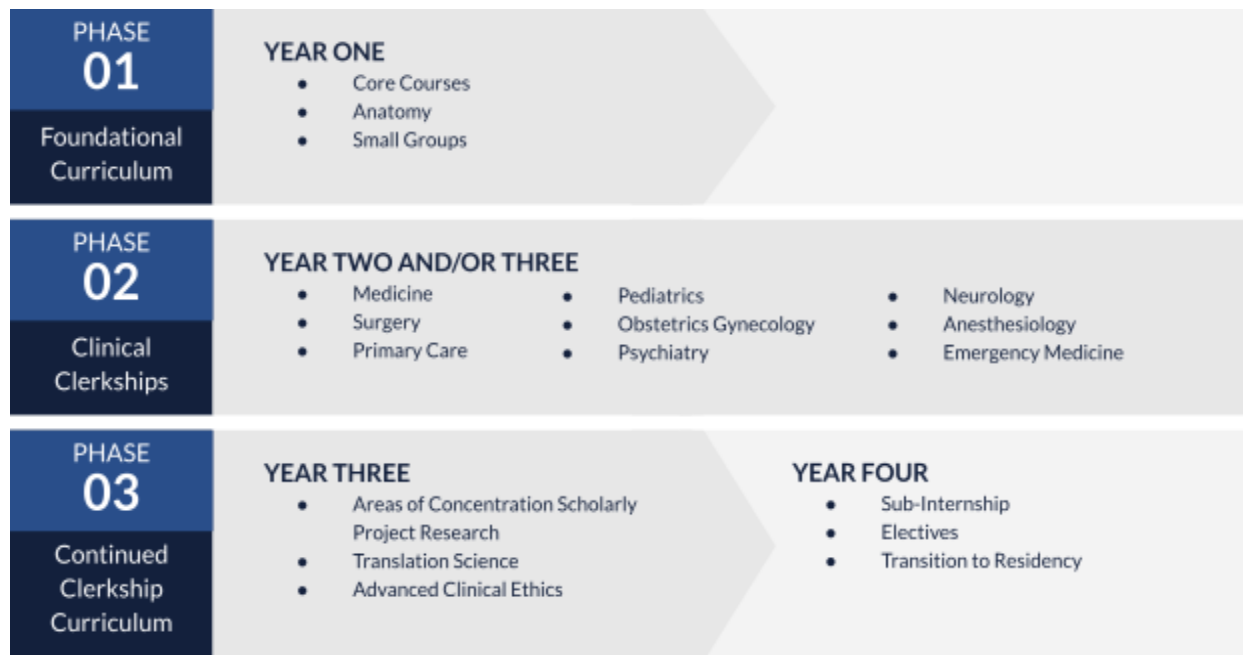 PHASE
01
Foundational
Curriculum
YEAR ONE
● Core Courses
● Anatomy
● Small Groups
PHASE
02
Clinical
Clerkships
YEAR TWO AND/OR THREE
● Medicine
● Surgery
● Primary Care
● Pediatrics
● Obstetrics Gynecology
● Psychiatry
● Neurology
● Anesthesiology
● Emergency Medicine
PHASE
03
Continued
Clerkship
Curriculum
YEAR THREE
● Areas of Concentration Scholarly
Project Research
● Translation Science
● Advanced Clinical Ethics
YEAR FOUR
● Sub-Internship
● Electives
● Transition to Residency